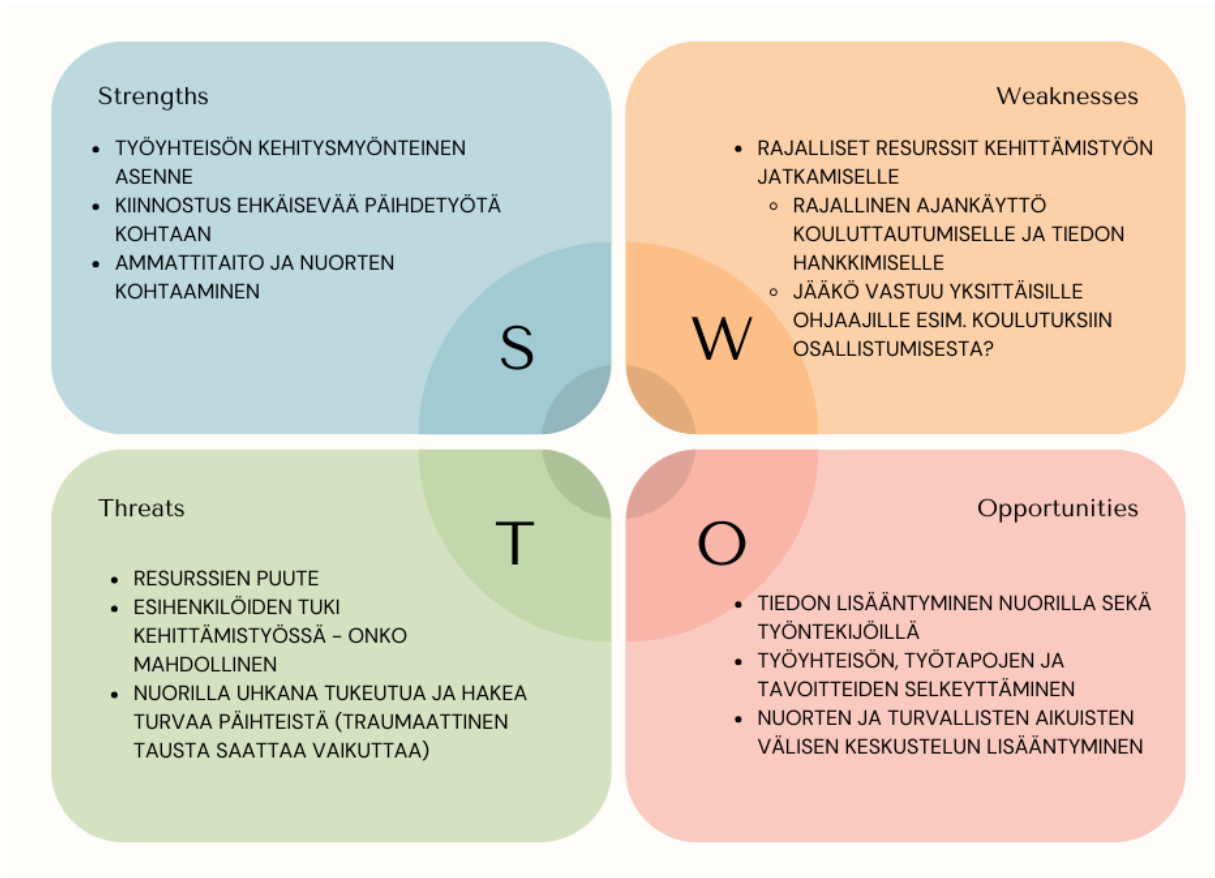 Strengths
• TYÖYHTEISÖN KEHITYSMYÖNTEINEN
ASENNE
• KIINNOSTUS EHKÄISEVÄÄ PÄIHDETYÖTÄ
KOHTAAN
• AMMATTITAITO JA NUORTEN
KOHTAAMINEN
S
Weaknesses
• RAJALLISET RESURSSIT KEHITTÄMISTYÖN
JATKAMISELLE
◦ RAJALLINEN AJANKÄYTTÖ
KOULUTTAUTUMISELLE JA TIEDON
HANKKIMISELLE
◦ JÄÄKÖ VASTUU YKSITTÄISILLE
OHJAAJILLE ESIM. KOULUTUKSIIN
OSALLISTUMISESTA?
W
Threats
T
• RESURSSIEN PUUTE
• ESIHENKILÖIDEN TUKI
KEHITTÄMISTYÖSSÄ - ONKO
MAHDOLLINEN
• NUORILLA UHKANA TUKEUTUA JA HAKEA
TURVAA PÄIHTEISTÄ (TRAUMAATTINEN
TAUSTA SAATTAA VAIKUTTAA)
Opportunities
O
• TIEDON LISÄÄNTYMINEN NUORILLA SEKÄ
TYÖNTEKIJÖILLÄ
• TYÖYHTEISÖN, TYÖTAPOJEN JA
TAVOITTEIDEN SELKEYTTÄMINEN
• NUORTEN JA TURVALLISTEN AIKUISTEN
VÄLISEN KESKUSTELUN LISÄÄNTYMINEN